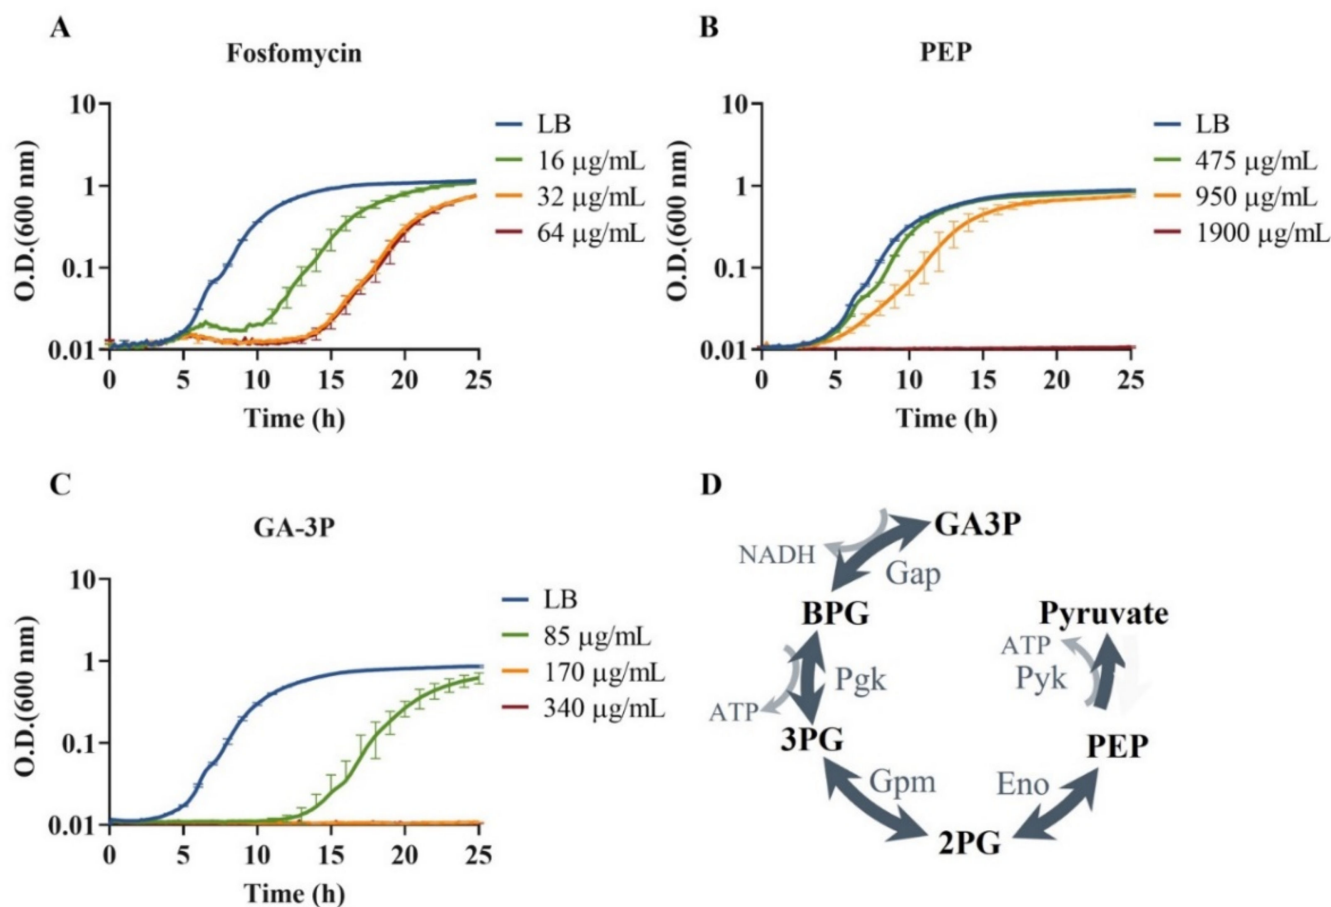 A
Fosfomycin
O.D.(600 nm)
10
1
0.1
0.01
0 5 10 15 20 25
Time (h)
LB
16 µg/mL
32 µg/mL
64 µg/mL
B
PEP
O.D.(600 nm)
10
1
0.1
0.01
0 5 10 15 20 25
Time (h)
LB
475 µg/mL
950 µg/mL
1900 µg/mL
C
GA-3P
O.D.(600 nm)
10
1
0.1
0.01
0 5 10 15 20 25
Time (h)
LB
85 µg/mL
170 µg/mL
340 µg/mL
D
GA3P
NADH
Gap
BPG
Pyruvate
ATP
Pgk
Pyk
ATP
3PG
PEP
Gpm
Eno
2PG